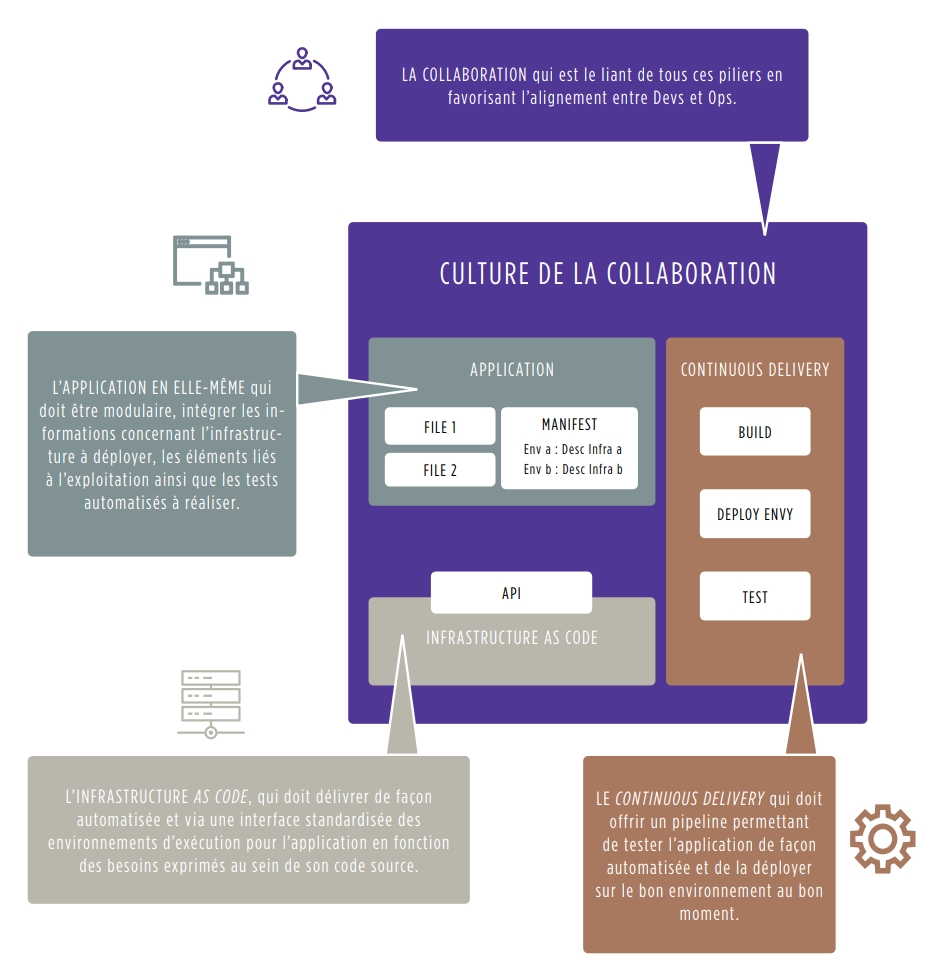 LA COLLABORATION qui est le liant de tous ces piliers en
favorisant l'alignement entre Devs et Ops.
CULTURE DE LA COLLABORATION
L'APPLICATION EN ELLE-MÊME qui
doit être modulaire, intégrer les in-
formations concernant l'infrastruc-
ture à déployer, les éléments liés
à l'exploitation ainsi que les tests
automatisés à réaliser.
APPLICATION
FILE 1
FILE 2
MANIFEST
Env a : Desc Infra a
Env b : Desc Infra b
CONTINUOUS DELIVERY
BUILD
DEPLOY ENVY
TEST
API
INFRASTRUCTURE AS CODE
L'INFRASTRUCTURE AS CODE, qui doit délivrer de façon
automatisée et via une interface standardisée des
environnements d'exécution pour l'application en fonction
des besoins exprimés au sein de son code source.
LE CONTINUOUS DELIVERY qui doit
offrir un pipeline permettant
de tester l'application de façon
automatisée et de la déployer
sur le bon environnement au bon
moment.